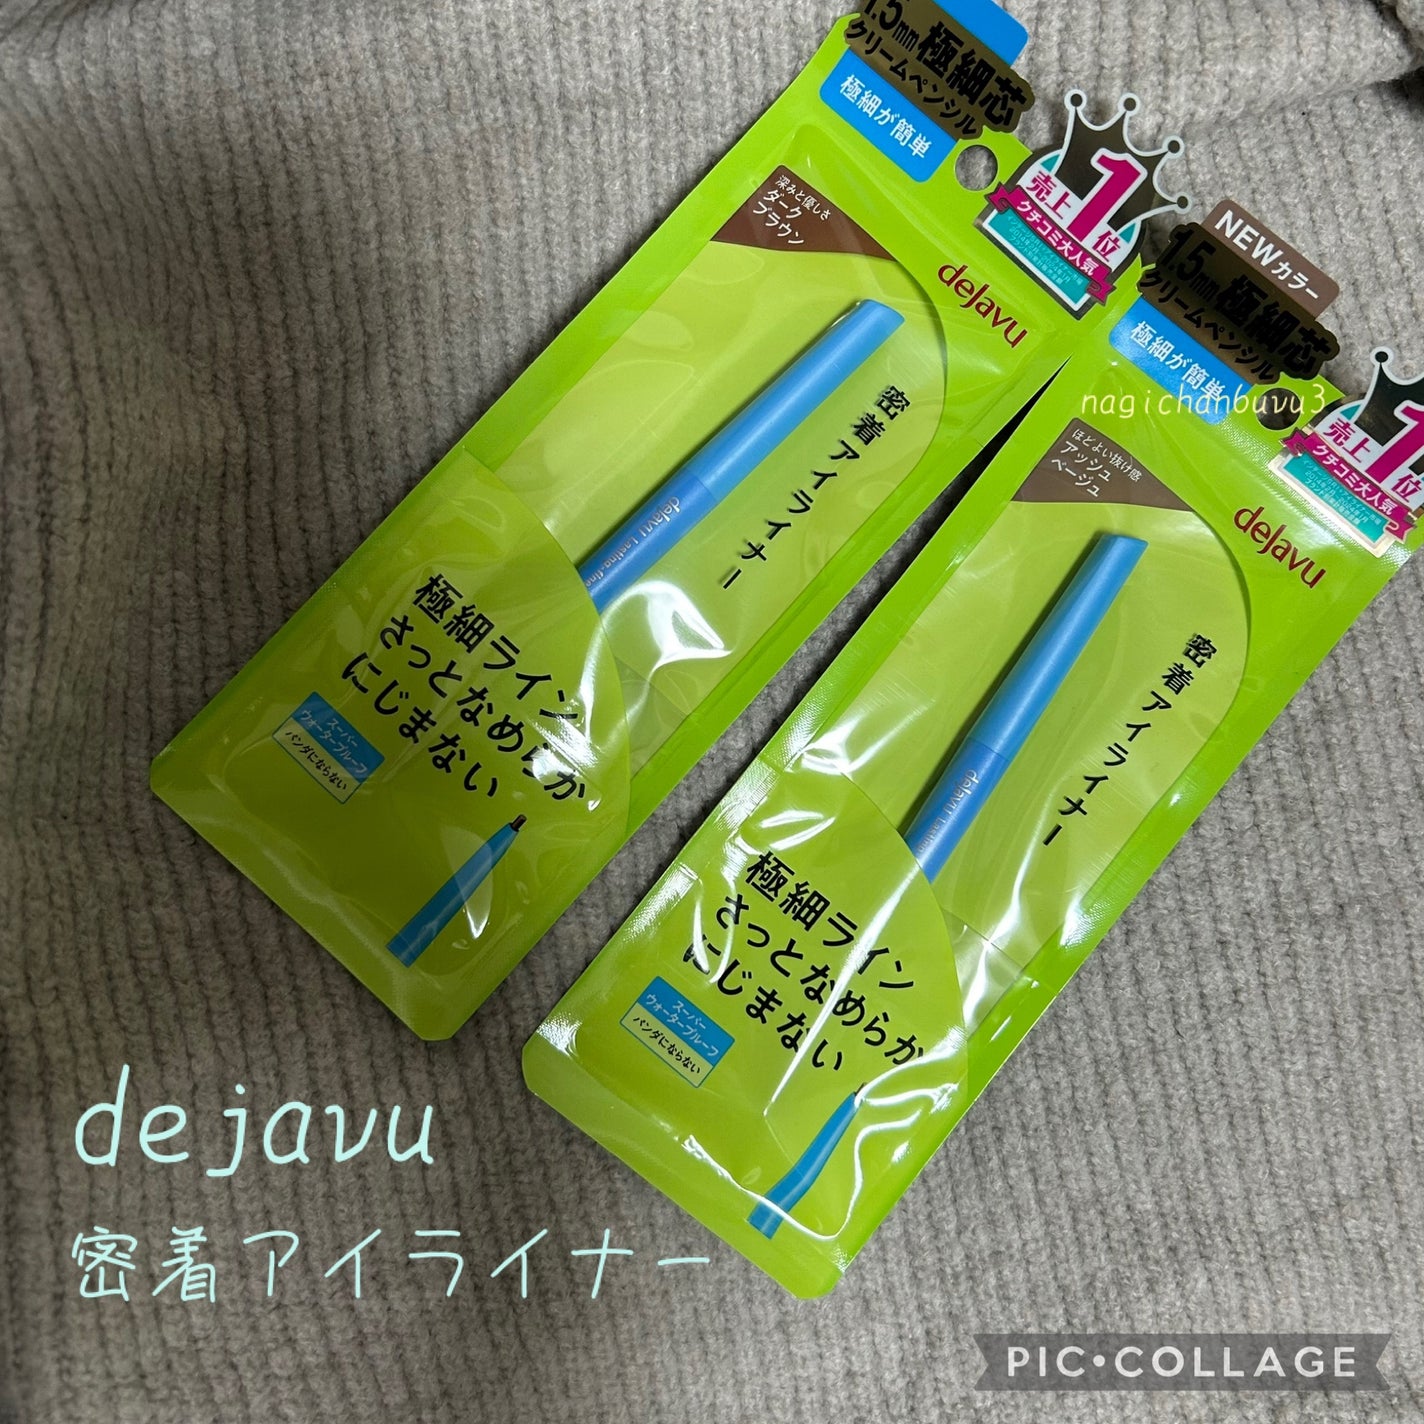 1.5mm 極細芯
クリームペンシル
極細が簡単
売上
1位
クチコミ大人気
深みと優しさ
ダーク
ブラウン
dejavu
密着アイライナー
dejavu Lasting-fine
極細ライン
さっとなめらか
にじまない
スーパー
ウォータープルーフ
パンダにならない
NEWカラー
1.5mm 極細芯
クリームペンシル
極細が簡単
nagichanbuvu3
売上
1位
クチコミ大人気
ほどよい抜け感
アッシュ
ベージュ
dejavu
密着アイライナー
dejavu Lasting
極細ライン
さっとなめらか
にじまない
スーパー
ウォータープルーフ
パンダにならない
dejavu
密着アイライナー
PIC•COLLAGE